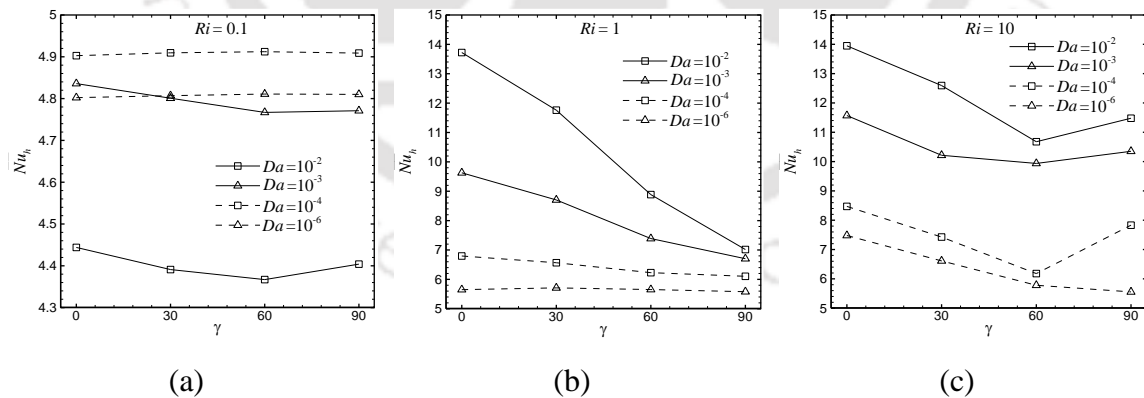 Ri = 0.1
5
4.9
4.8
4.7
4.6
4.5
4.4
4.3
Nu_h
Da=10^-2
Da=10^-3
Da=10^-4
Da=10^-6
0 30 60 90
γ
(a)
Ri = 1
15
14
13
12
11
10
9
8
7
6
5
Nu_h
Da=10^-2
Da=10^-3
Da=10^-4
Da=10^-6
0 30 60 90
γ
(b)
Ri = 10
15
14
13
12
11
10
9
8
7
6
5
Nu_h
Da=10^-2
Da=10^-3
Da=10^-4
Da=10^-6
0 30 60 90
γ
(c)